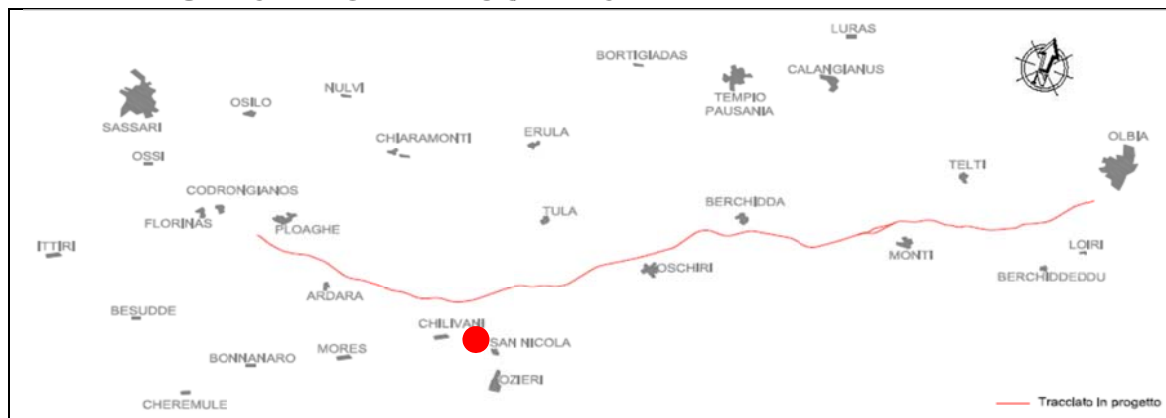 LURAS
BORTIGIADAS
CALANGIANUS
TEMPIO
PAUSANIA
NULVI
OSILO
SASSARI
OLBIA
ERULA
CHIARAMONTI
OSSI
TELTI
CODRONGIANOS
BERCHIDDA
TULA
FLORINAS
PLOAGHE
ITTIRI
LOIRI
MONTI
OSCHIRI
BERCHIDDEDDU
ARDARA
BESUDDE
CHILIVANI
SAN NICOLA
MORES
BONNANARO
OZIERI
CHEREMULE
Tracciato in progetto